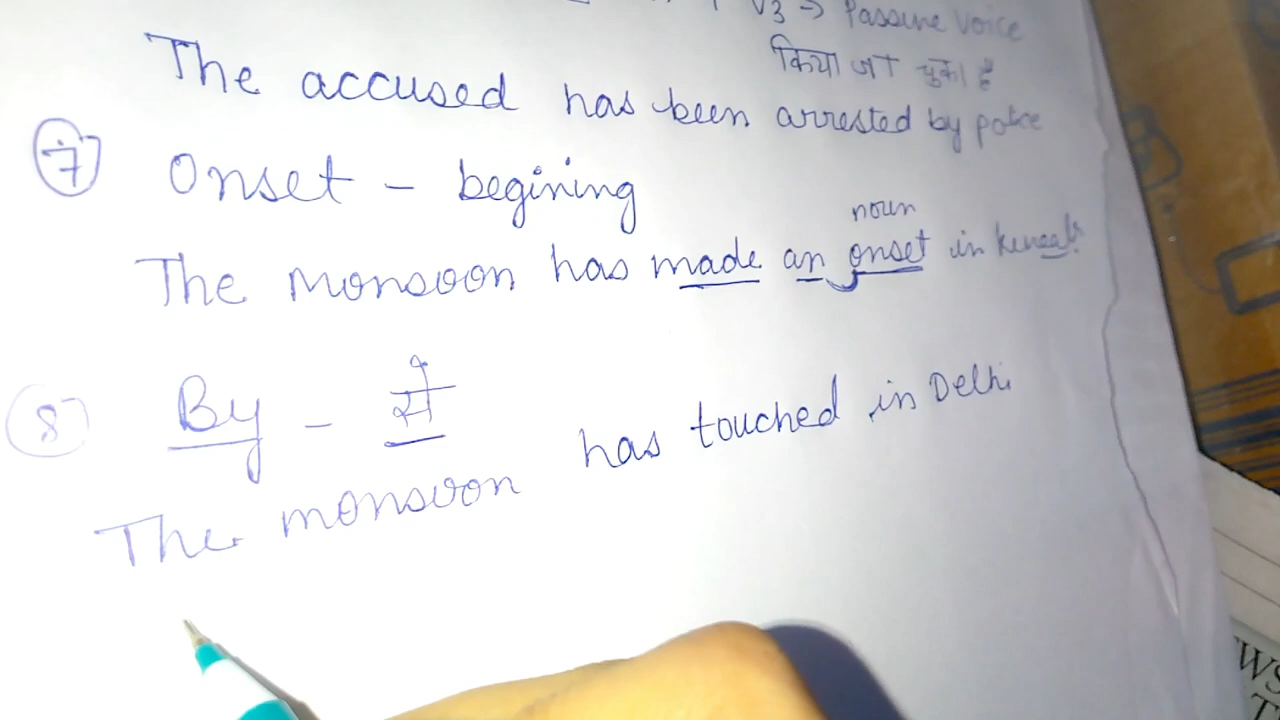 V3 → Passive Voice
किया जा चुका है
The accused has been arrested by police
7 Onset - begining
noun
The monsoon has made an onset in
8 By - से
The monsoon has touched in Delhi